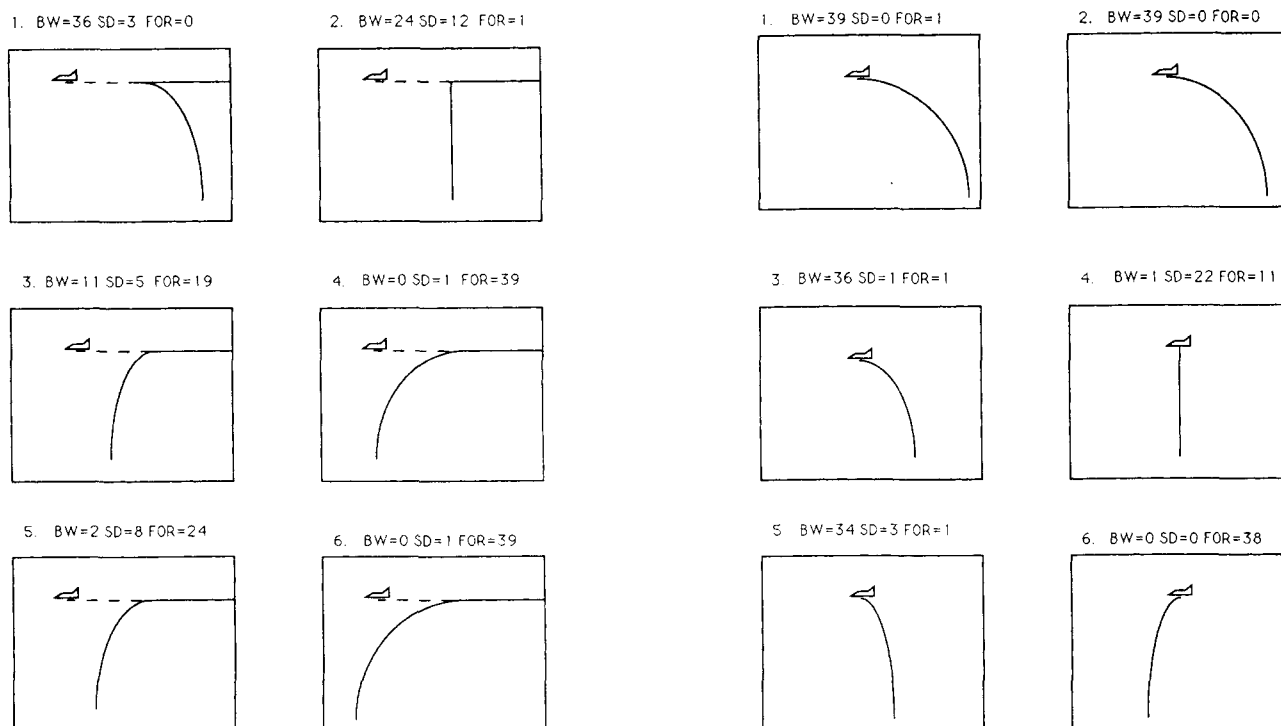 1. BW=36 SD=3 FOR=0
2. BW=24 SD=12 FOR=1
3. BW=11 SD=5 FOR=19
4. BW=0 SD=1 FOR=39
5. BW=2 SD=8 FOR=24
6. BW=0 SD=1 FOR=39
1. BW=39 SD=0 FOR=1
2. BW=39 SD=0 FOR=0
3. BW=36 SD=1 FOR=1
4. BW=1 SD=22 FOR=11
5 BW=34 SD=3 FOR=1
6. BW=0 SD=0 FOR=38